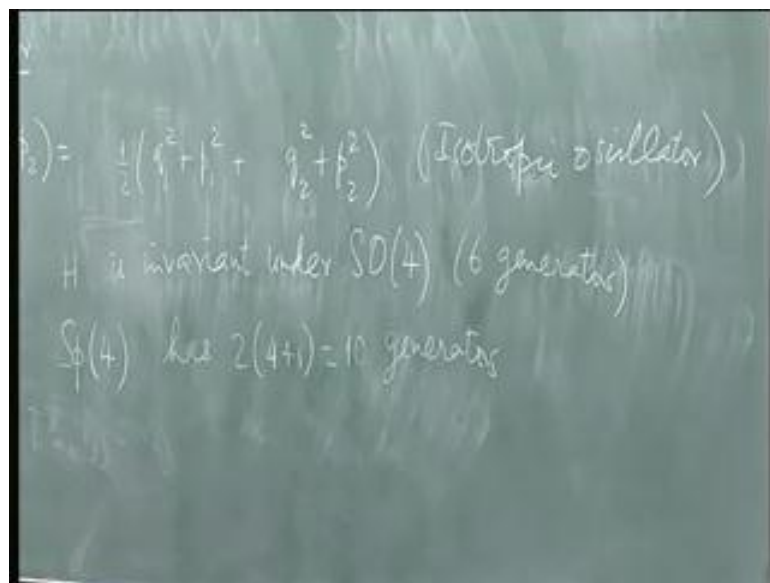 p₂) = ½(q₁² + p₁² + q₂² + p₂²) (Isotropic oscillator)
H is invariant under SO(4) (6 generators)
Sp(4) has 2(4+1) = 10 generators